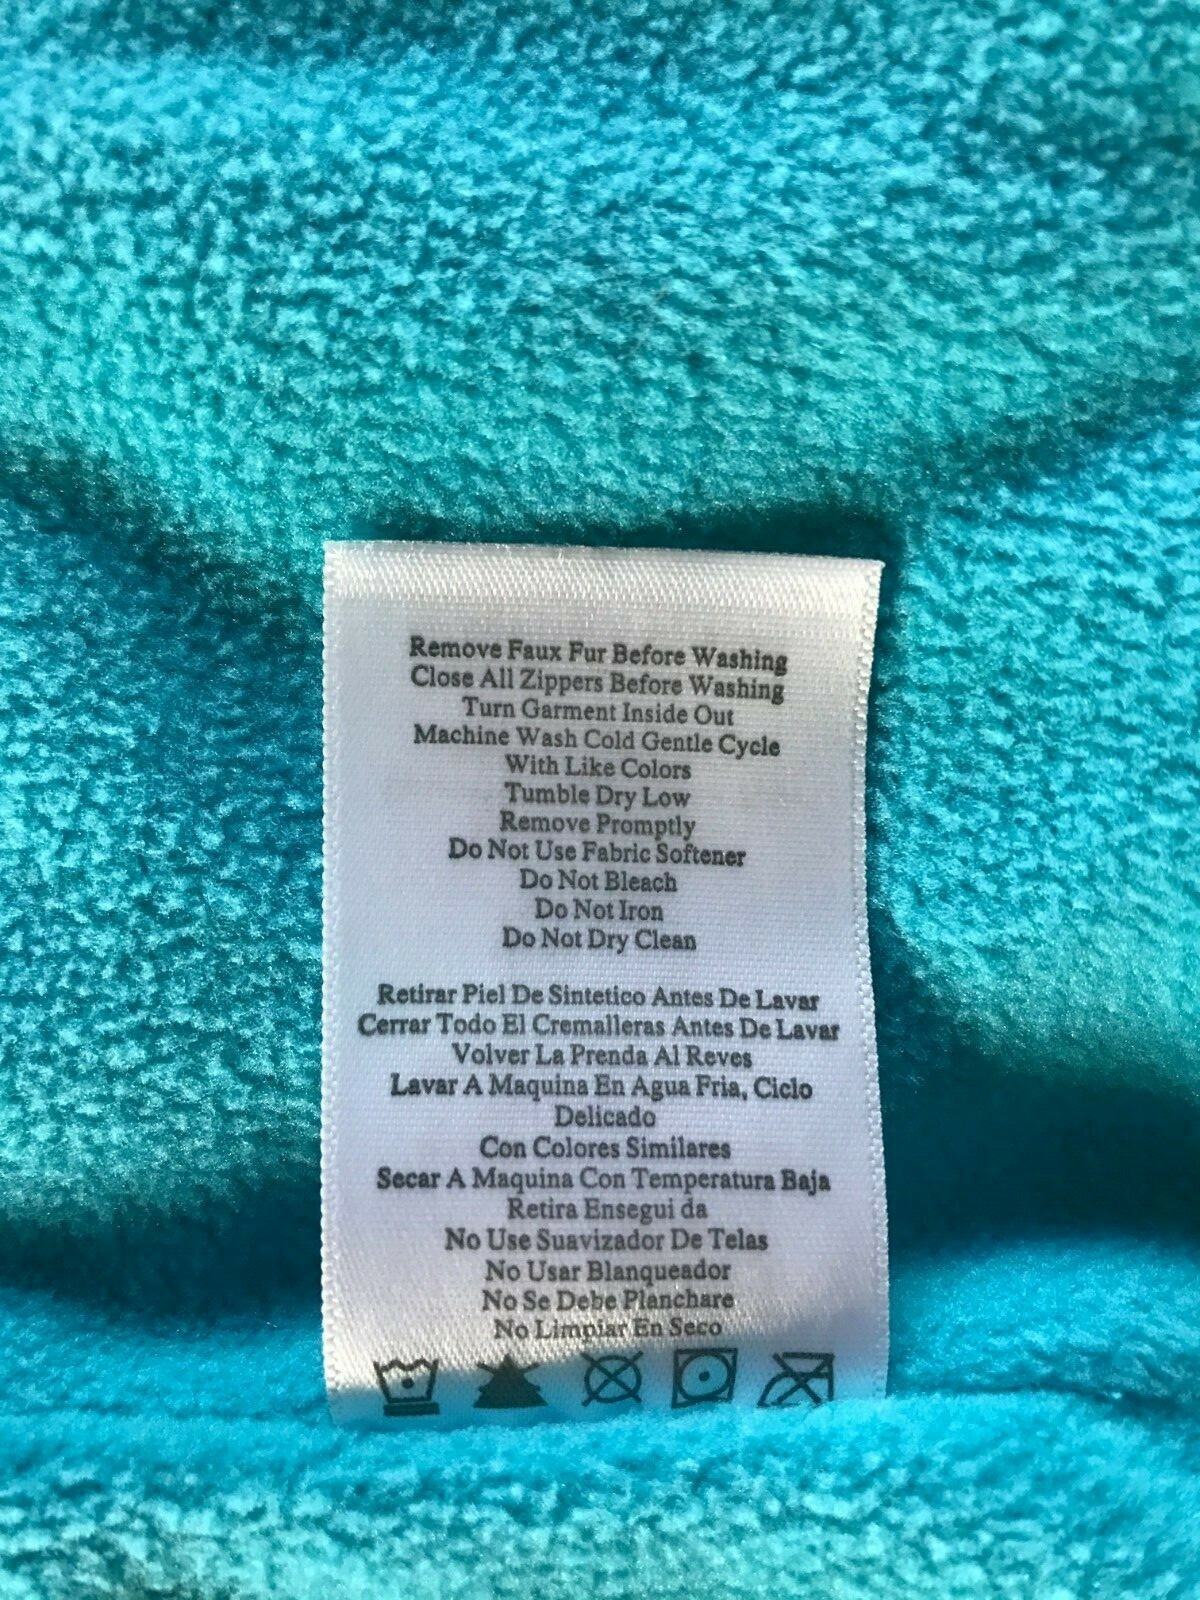 Remove Faux Fur Before Washing
Close All Zippers Before Washing
Turn Garment Inside Out
Machine Wash Cold Gentle Cycle
With Like Colors
Tumble Dry Low
Remove Promptly
Do Not Use Fabric Softener
Do Not Bleach
Do Not Iron
Do Not Dry Clean
Retirar Piel De Sintetico Antes De Lavar
Cerrar Todo El Cremalleras Antes De Lavar
Volver La Prenda Al Reves
Lavar A Maquina En Agua Fria, Ciclo
Delicado
Con Colores Similares
Secar A Maquina Con Temperatura Baja
Retira Ensegui da
No Use Suavizador De Telas
No Usar Blanqueador
No Se Debe Planchare
No Limpiar En Seco